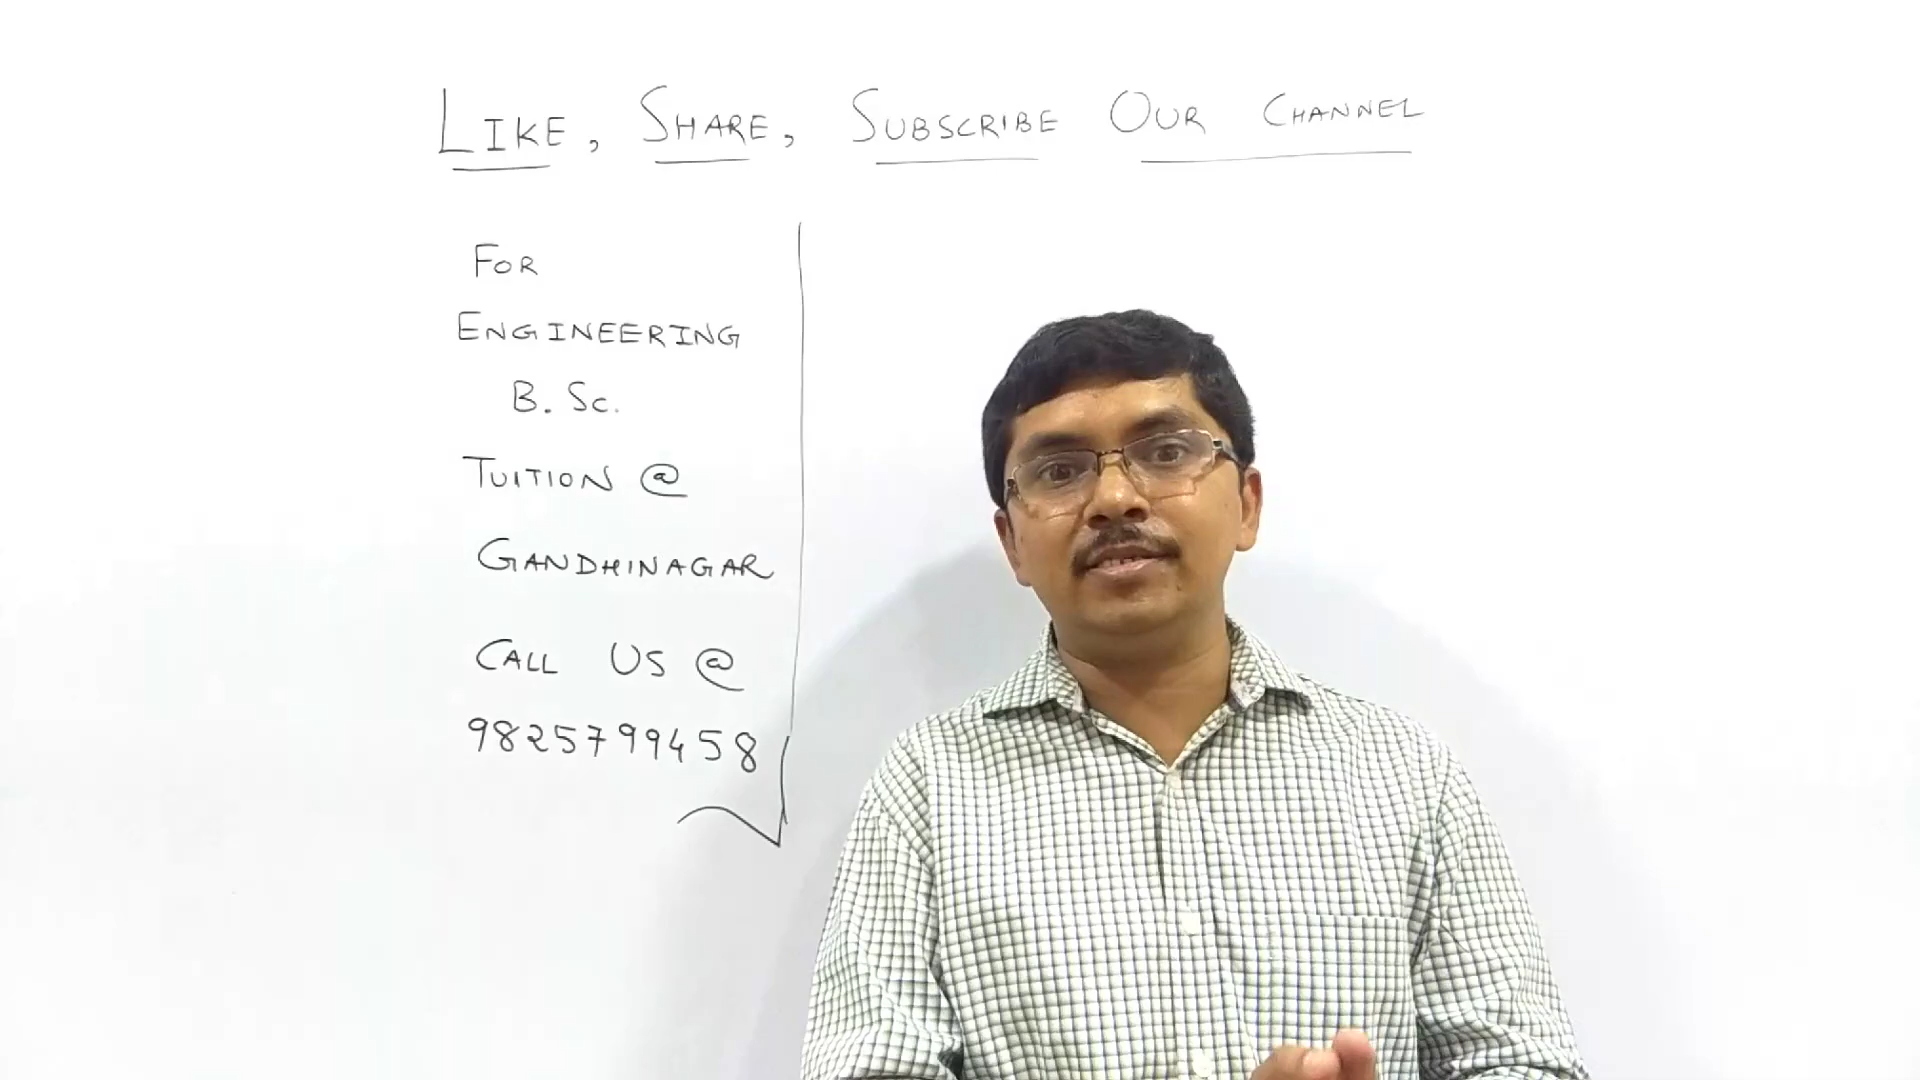 LIKE, SHARE, SUBSCRIBE OUR CHANNEL
FOR
ENGINEERING
B. Sc.
TUITION @
GANDHINAGAR
CALL US @
9825799458